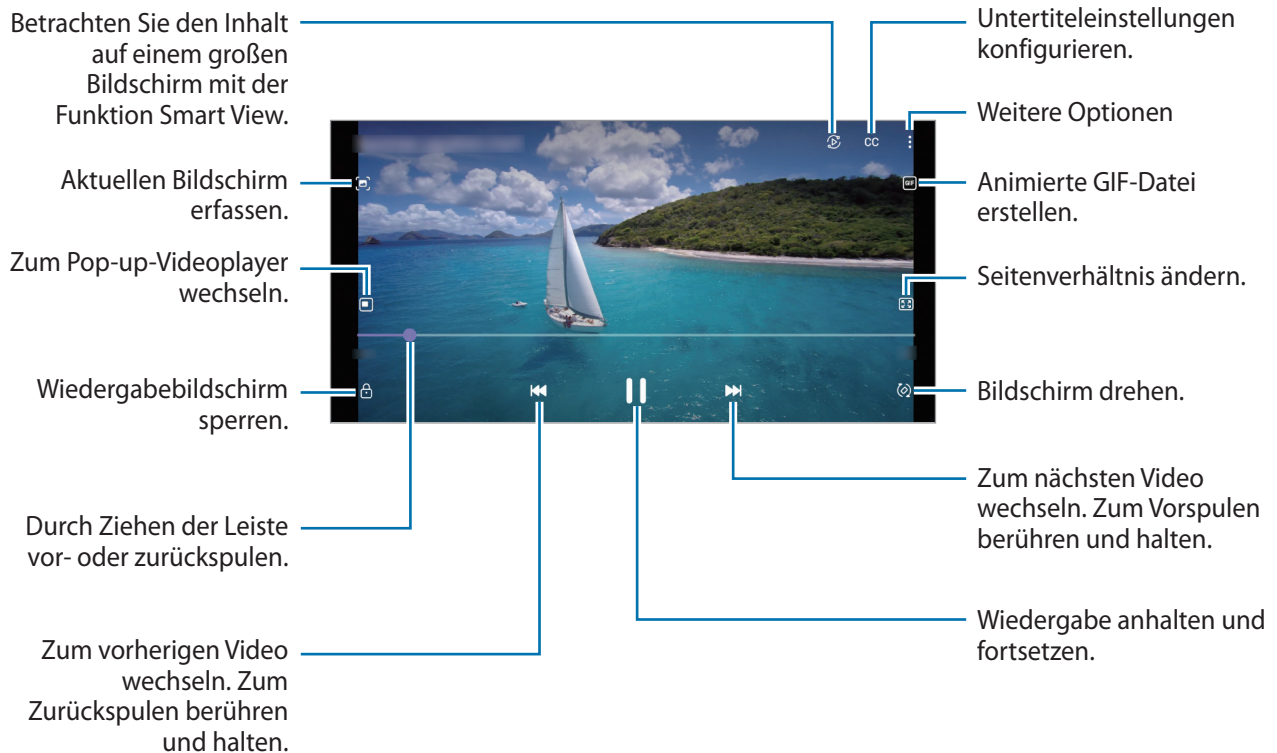 Betrachten Sie den Inhalt
auf einem großen
Bildschirm mit der
Funktion Smart View.
Aktuellen Bildschirm
erfassen.
Zum Pop-up-Videoplayer
wechseln.
Wiedergabebildschirm
sperren.
Durch Ziehen der Leiste
vor- oder zurückspulen.
Zum vorherigen Video
wechseln. Zum
Zurückspulen berühren
und halten.
CC
GIF
Untertiteleinstellungen
konfigurieren.
Weitere Optionen
Animierte GIF-Datei
erstellen.
Seitenverhältnis ändern.
Bildschirm drehen.
Zum nächsten Video
wechseln. Zum Vorspulen
berühren und halten.
Wiedergabe anhalten und
fortsetzen.